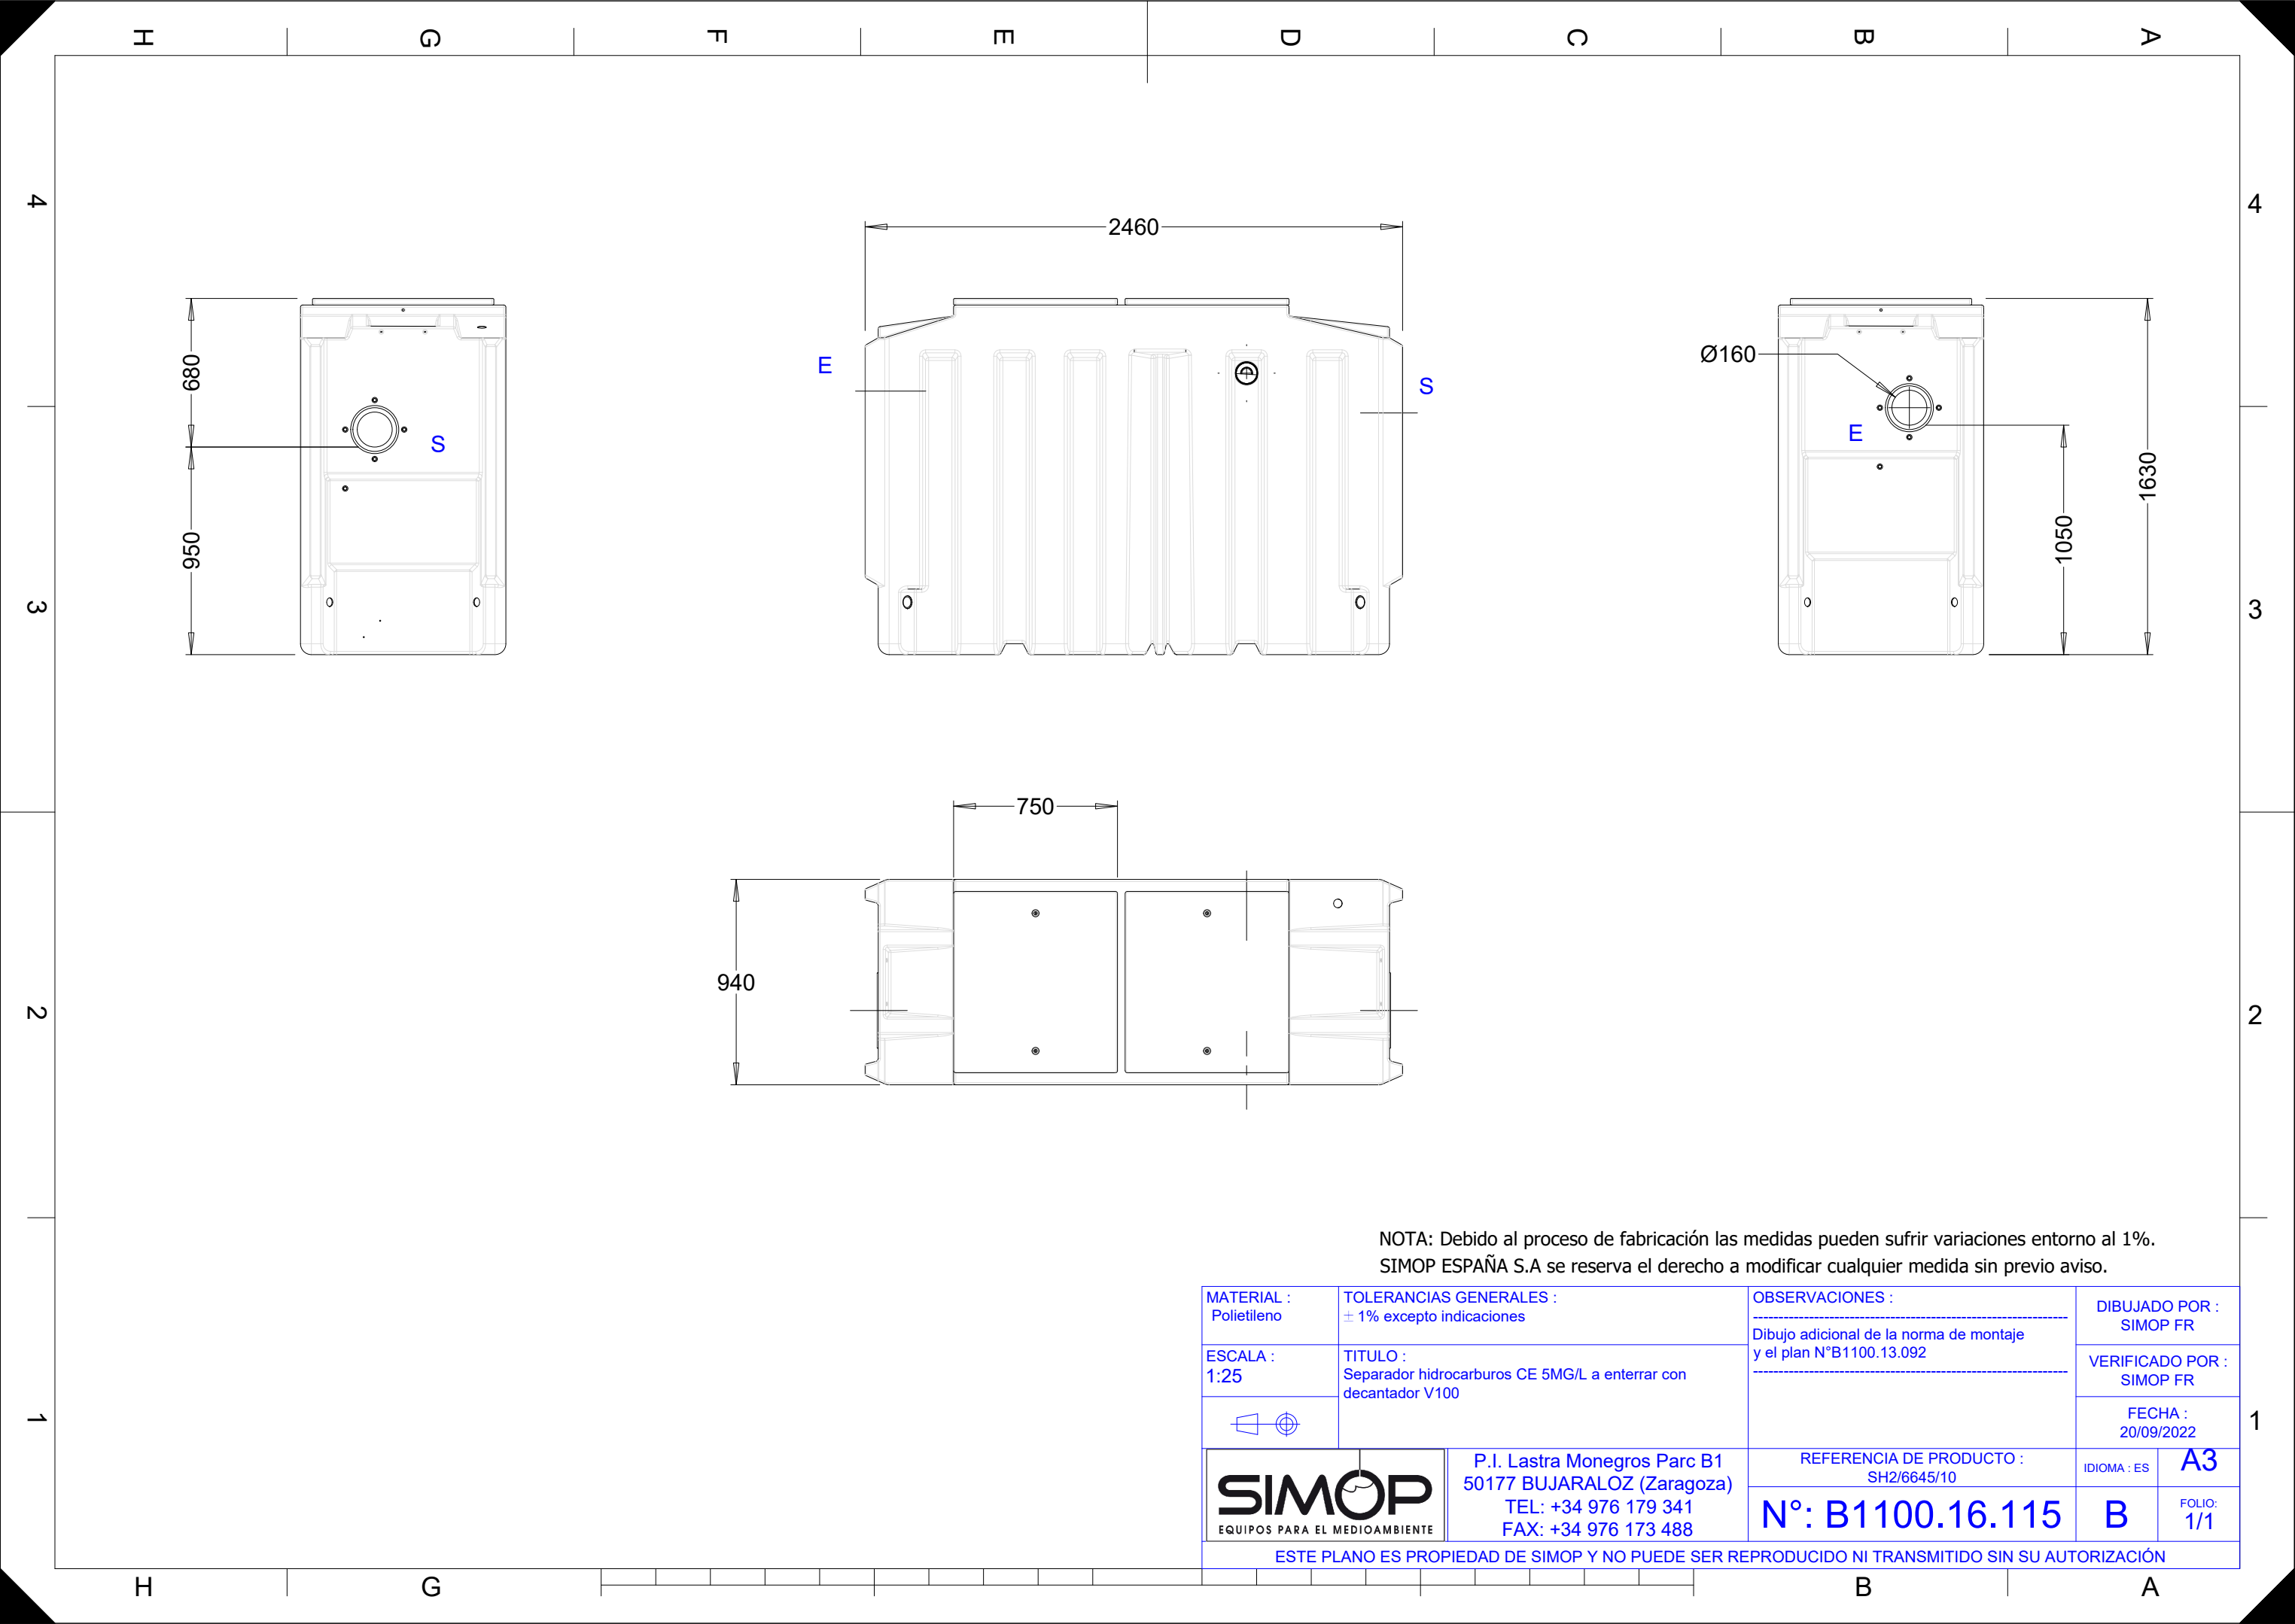 H G F E D C B A
4 4
2460
680
E
S
Ø160
S
E
950
1630
1050
3 3
750
940
2 2
NOTA: Debido al proceso de fabricación las medidas pueden sufrir variaciones entorno al 1%.
SIMOP ESPAÑA S.A se reserva el derecho a modificar cualquier medida sin previo aviso.
MATERIAL :
Polietileno
TOLERANCIAS GENERALES :
± 1% excepto indicaciones
OBSERVACIONES :
Dibujo adicional de la norma de montaje
y el plan N°B1100.13.092
DIBUJADO POR :
SIMOP FR
ESCALA :
1:25
TITULO :
Separador hidrocarburos CE 5MG/L a enterrar con
decantador V100
VERIFICADO POR :
SIMOP FR
FECHA :
20/09/2022
1 1
SIMOP
EQUIPOS PARA EL MEDIOAMBIENTE
P.I. Lastra Monegros Parc B1
50177 BUJARALOZ (Zaragoza)
TEL: +34 976 179 341
FAX: +34 976 173 488
REFERENCIA DE PRODUCTO :
SH2/6645/10
IDIOMA : ES
A3
N°: B1100.16.115
B
FOLIO:
1/1
ESTE PLANO ES PROPIEDAD DE SIMOP Y NO PUEDE SER REPRODUCIDO NI TRANSMITIDO SIN SU AUTORIZACIÓN
H G B A